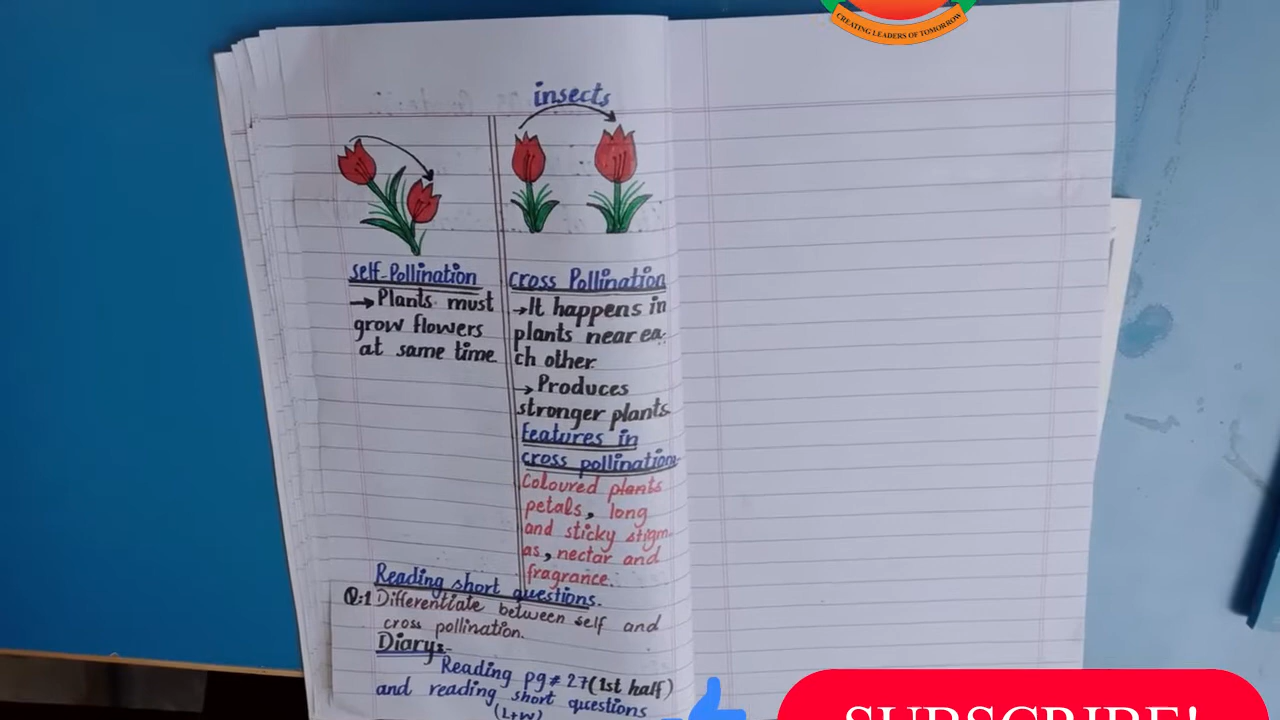 CREATING LEADERS OF TOMORROW
insects
Self-Pollination
→Plants must
grow flowers
at same time
Cross Pollination
→It happens in
plants near ea-
ch other.
→Produces
stronger plants
Features in
cross pollination:
Coloured plants
petals, long
and sticky stigm-
as, nectar and
fragrance.
Reading short questions.
Q:1 Differentiate between self and
cross pollination.
Diary:-
Reading pg# 27(1st half)
and reading short questions
(L+W)
SUBSCRIBE!